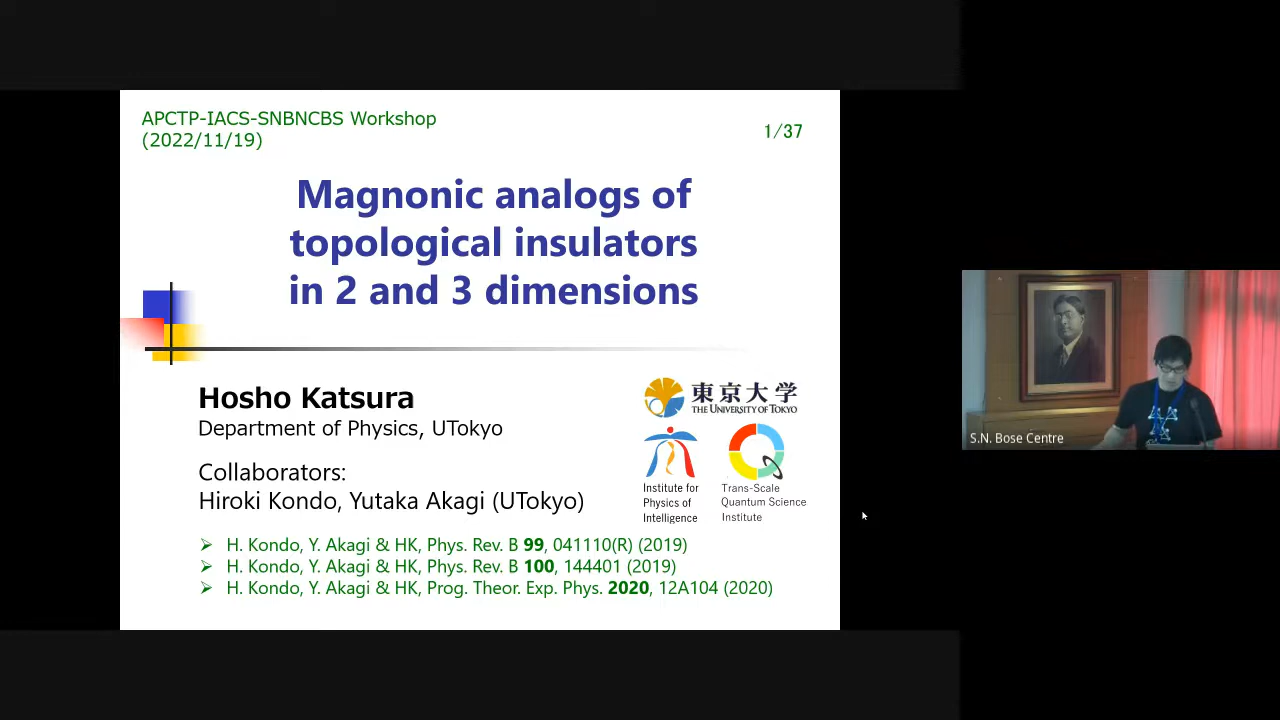 APCTP-IACS-SNBNCBS Workshop
(2022/11/19)
1/37
Magnonic analogs of
topological insulators
in 2 and 3 dimensions
Hosho Katsura
Department of Physics, UTokyo
Collaborators:
Hiroki Kondo, Yutaka Akagi (UTokyo)
東京大学
THE UNIVERSITY OF TOKYO
Institute for
Physics of
Intelligence
Trans-Scale
Quantum Science
Institute
➢ H. Kondo, Y. Akagi & HK, Phys. Rev. B 99, 041110(R) (2019)
➢ H. Kondo, Y. Akagi & HK, Phys. Rev. B 100, 144401 (2019)
➢ H. Kondo, Y. Akagi & HK, Prog. Theor. Exp. Phys. 2020, 12A104 (2020)
S.N. Bose Centre